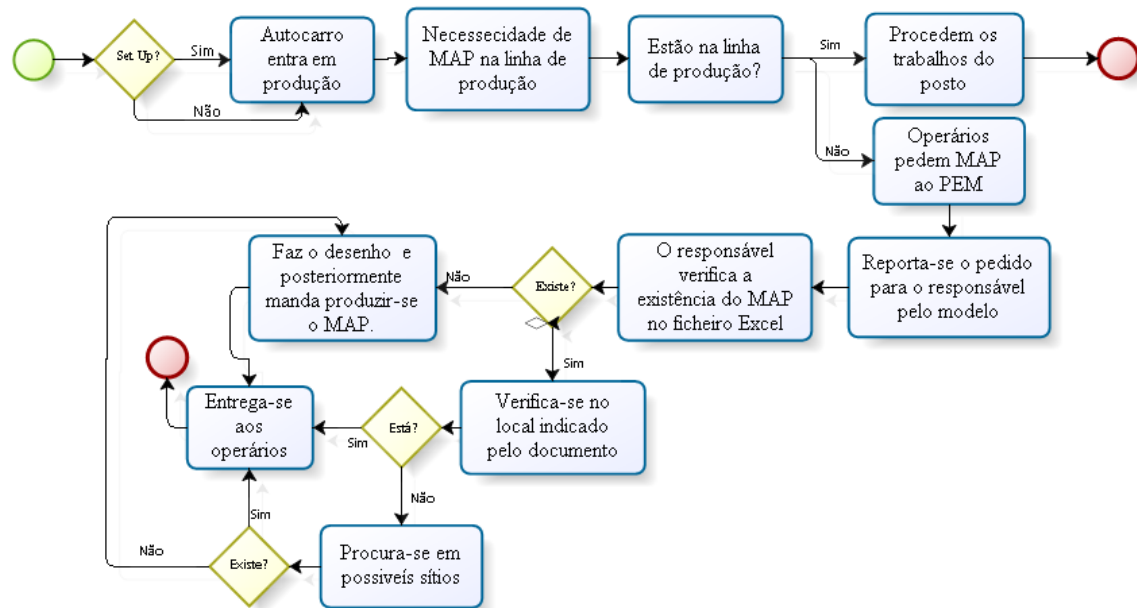 Set Up?
Sim
Não
Autocarro
entra em
produção
Necessecidade de
MAP na linha de
produção
Estão na linha
de produção?
Sim
Não
Procedem os
trabalhos do
posto
Operários
pedem MAP
ao PEM
Reporta-se o pedido
para o responsável
pelo modelo
O responsável
verifica a
existência do MAP
no ficheiro Excel
Existe?
Não
Sim
Faz o desenho e
posteriormente
manda produzir-se
o MAP.
Verifica-se no
local indicado
pelo documento
Está?
Sim
Não
Entrega-se
aos
operários
Procura-se em
possiveís sítios
Existe?
Sim
Não